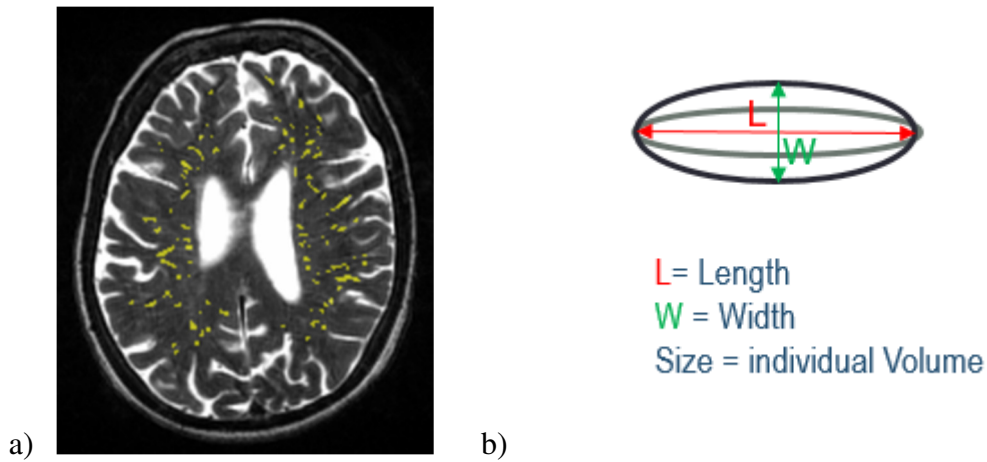 L
W
L= Length
W = Width
Size = individual Volume
a)
b)